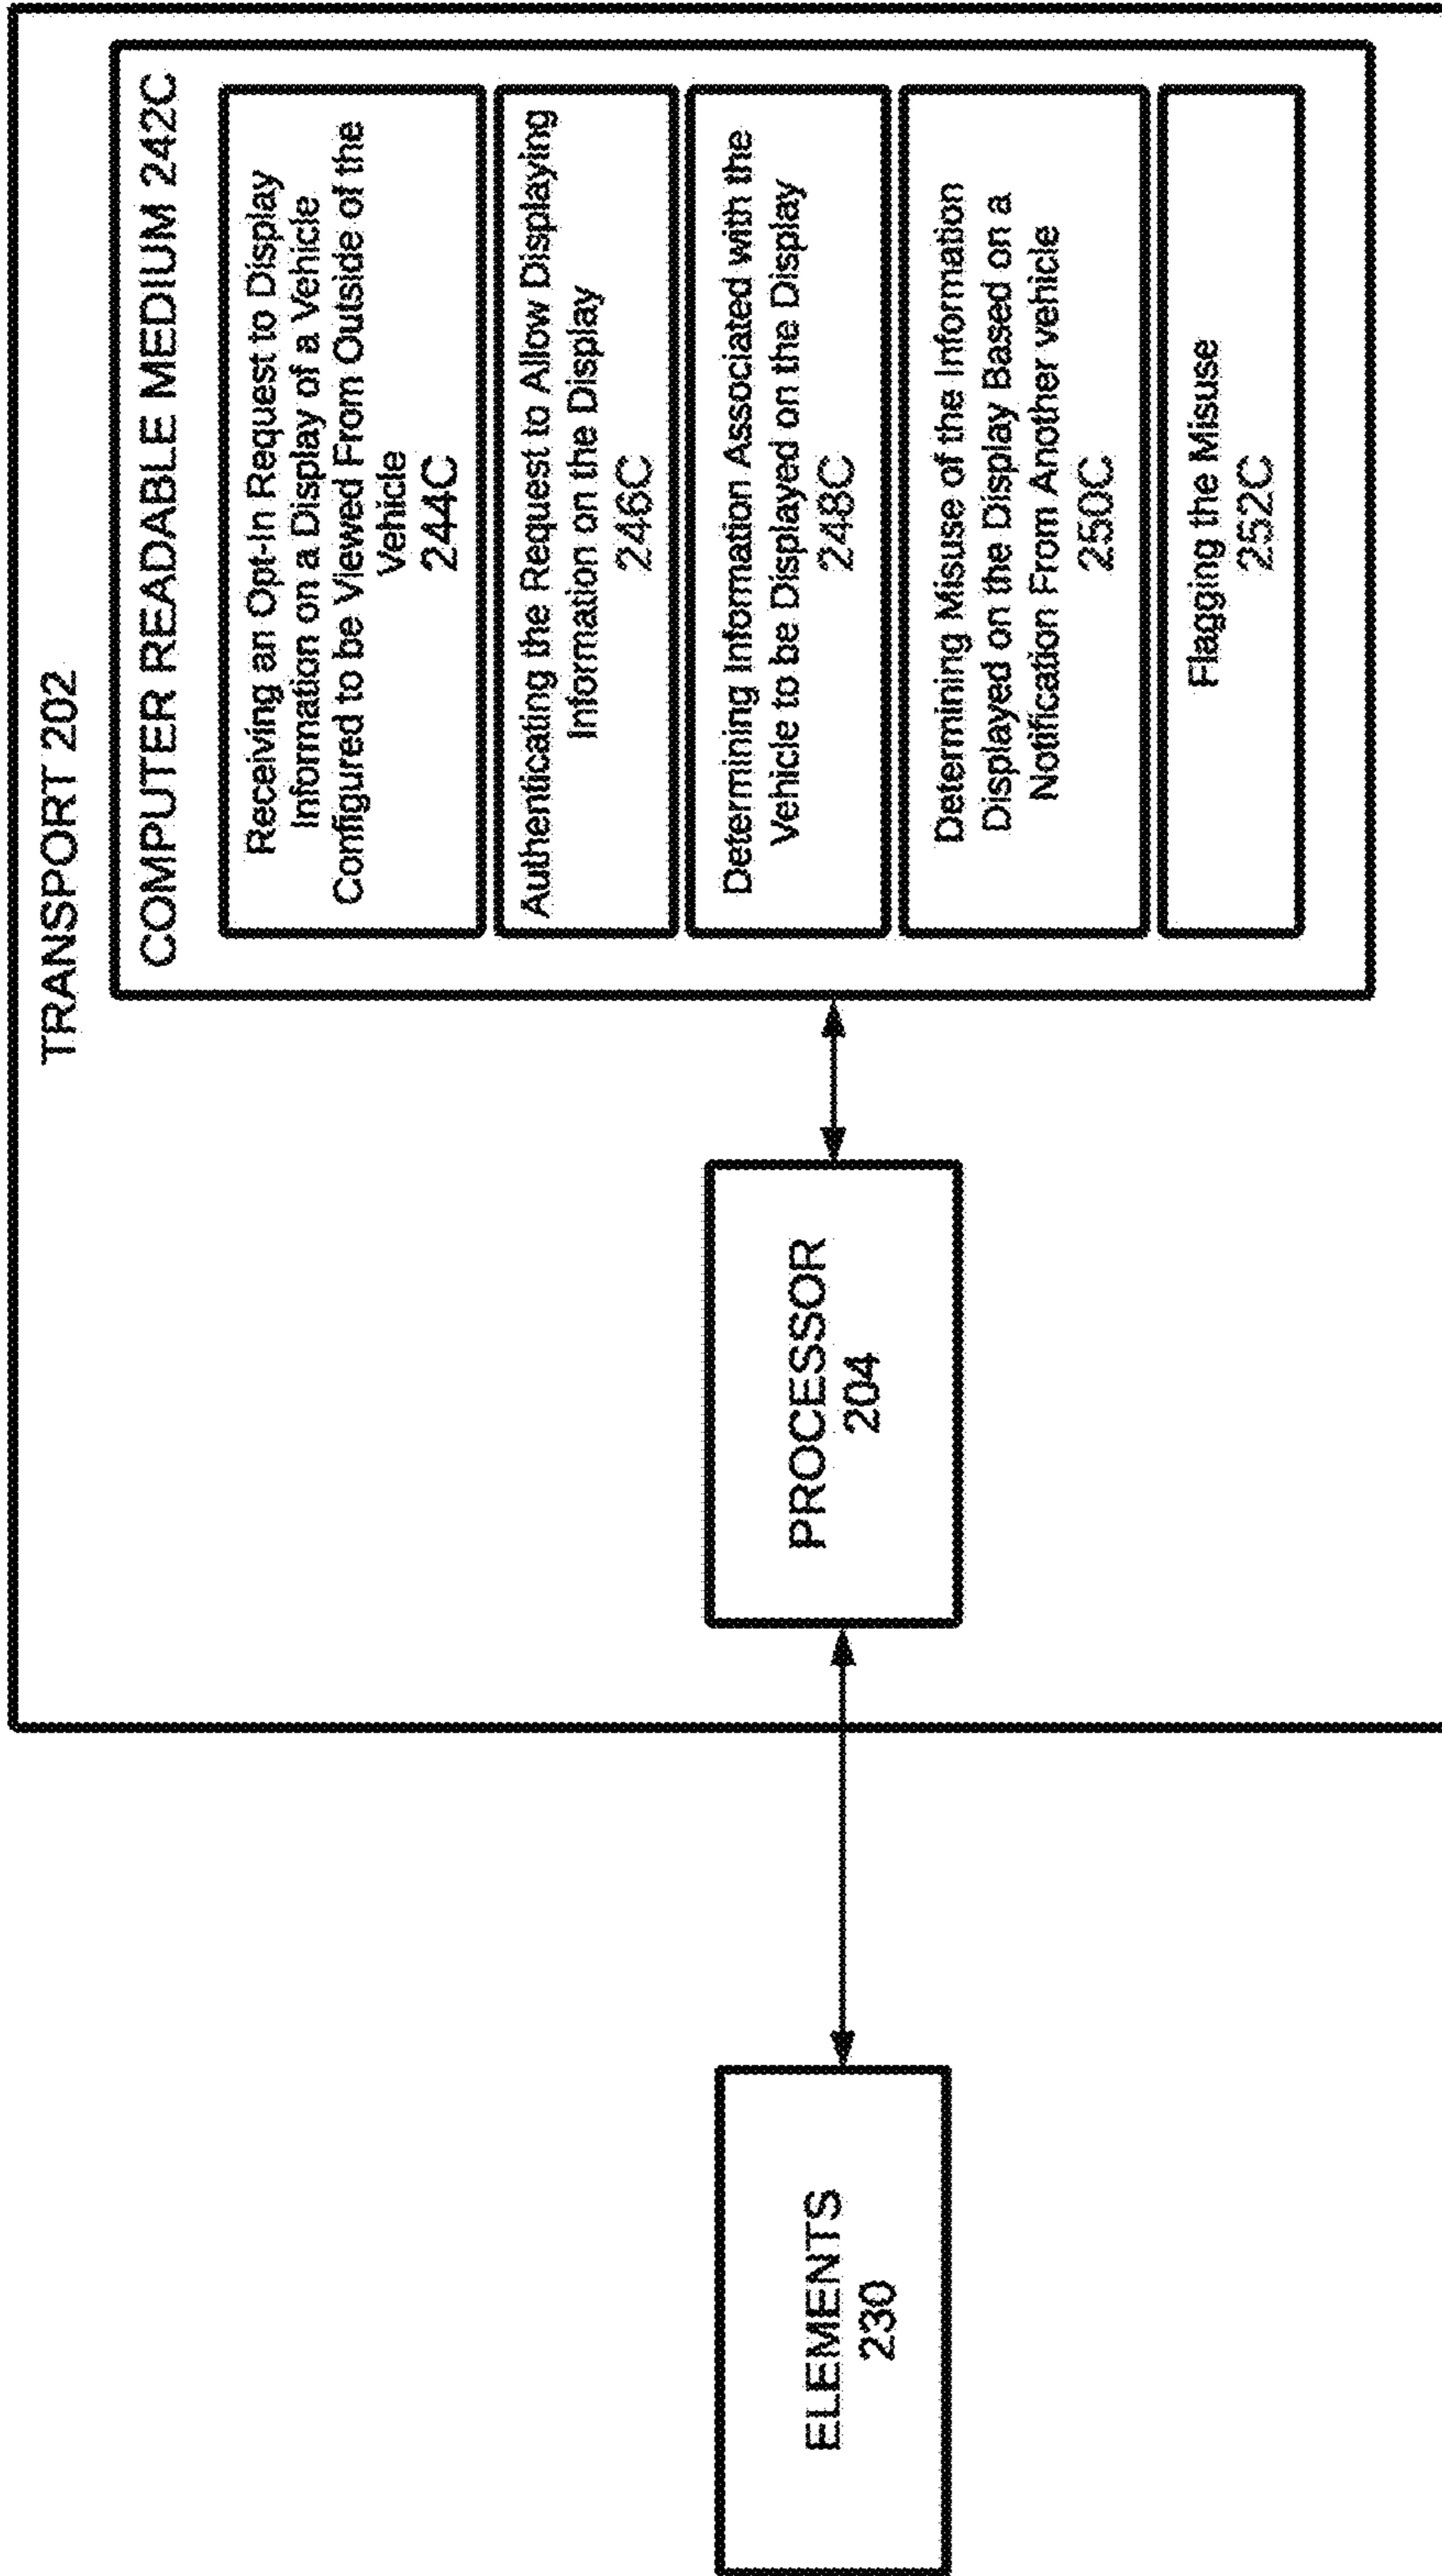 TRANSPORT 202
COMPUTER READABLE MEDIUM 242C
Receiving an Opt-In Request to Display
Information on a Display of a Vehicle
Configured to be Viewed From Outside of the
Vehicle
244C
Authenticating the Request to Allow Displaying
Information on the Display
246C
Determining Information Associated with the
Vehicle to be Displayed on the Display
248C
Determining Misuse of the Information
Displayed on the Display Based on a
Notification From Another vehicle
250C
Flagging the Misuse
252C
PROCESSOR
204
ELEMENTS
230